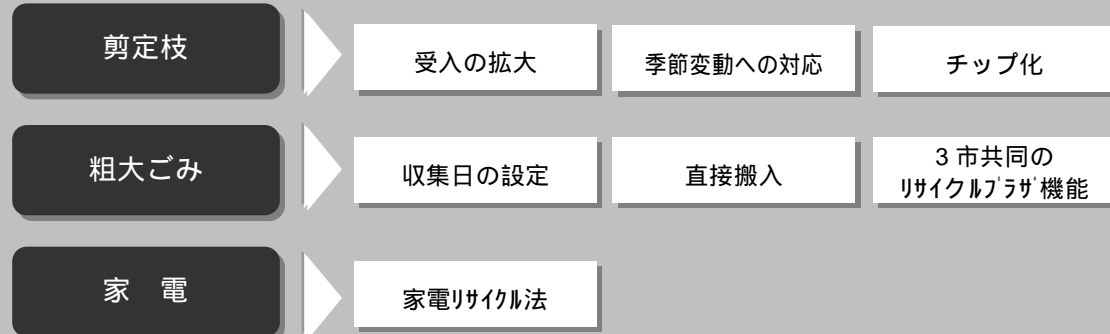 剪定枝
受入の拡大
季節変動への対応
チップ化
粗大ごみ
収集日の設定
直接搬入
3市共同の
ﾘｻｲｸﾙﾌﾟﾗｻﾞ機能
家　電
家電ﾘｻｲｸﾙ法